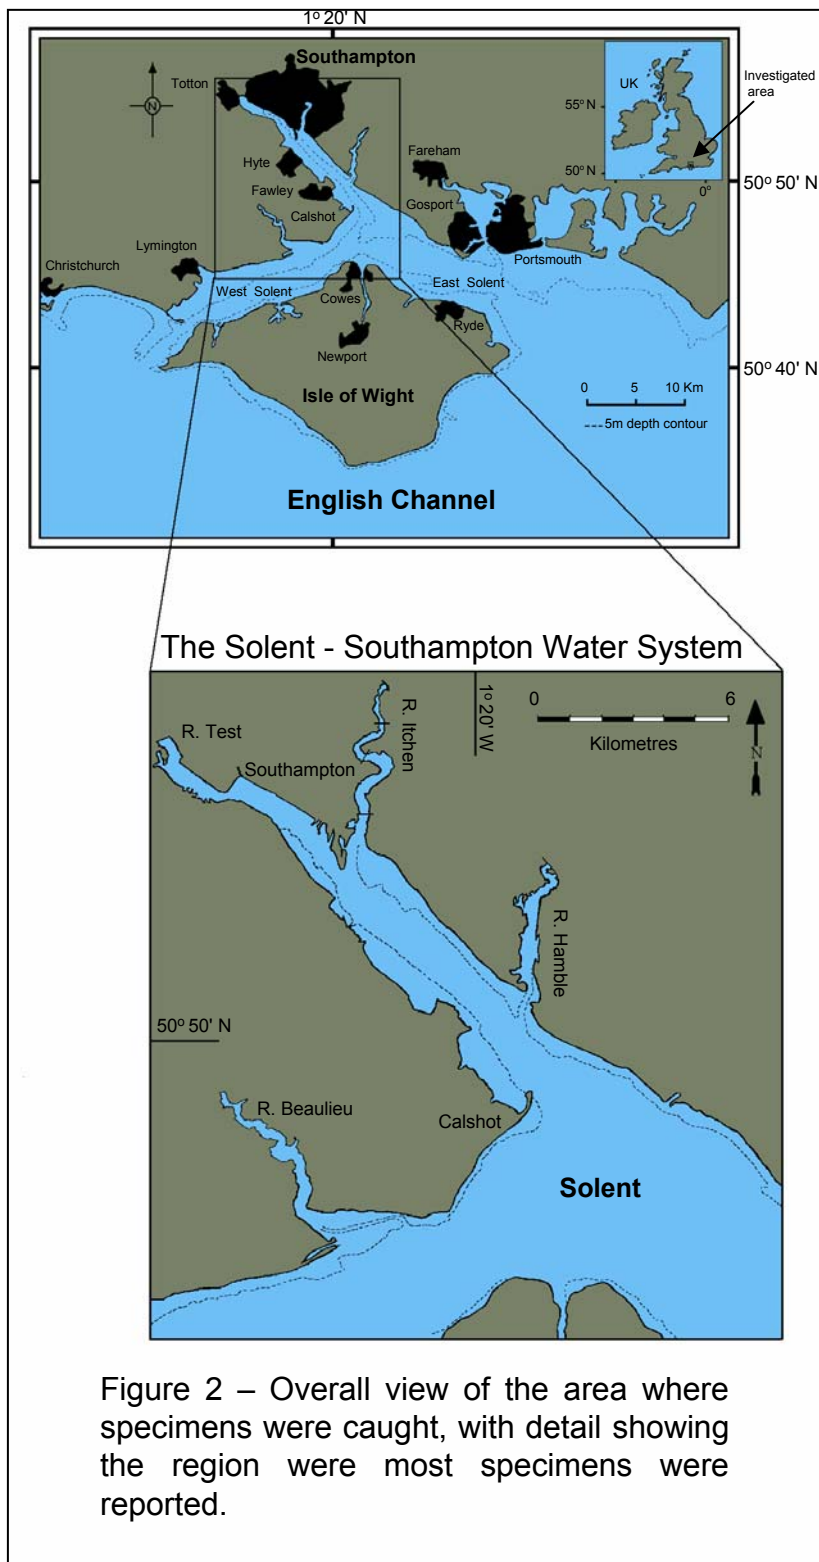 1º 20' N
Southampton
Totton
N
UK
55º N
50º N
0º
Investigated
area
Hyte
Fareham
Fawley
Gosport
Calshot
50º 50' N
Lymington
Christchurch
Portsmouth
West Solent
East Solent
Cowes
Ryde
Newport
Isle of Wight
50º 40' N
0 5 10 Km
5m depth contour
English Channel
The Solent - Southampton Water System
R. Test
R. Itchen
1º 20' W
0 6
Kilometres
N
Southampton
R. Hamble
50º 50' N
R. Beaulieu
Calshot
Solent
Figure 2 – Overall view of the area where
specimens were caught, with detail showing
the region were most specimens were
reported.